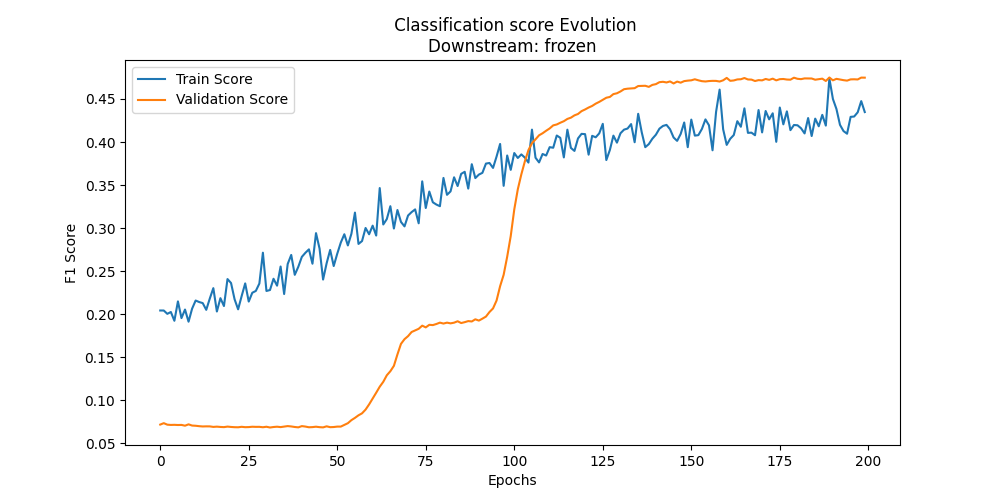 Classification score Evolution
Downstream: frozen
Train Score
Validation Score
F1 Score
0.45
0.40
0.35
0.30
0.25
0.20
0.15
0.10
0.05
0 25 50 75 100 125 150 175 200
Epochs